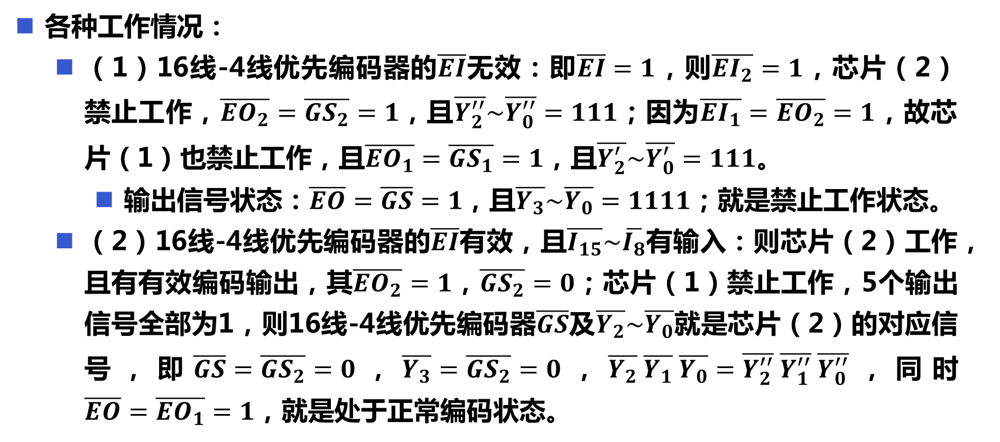 ■ 各种工作情况：
■ （1）16线-4线优先编码器的$\overline{EI}$无效：即$\overline{EI}=1$，则$\overline{EI_2}=1$，芯片（2）
禁止工作，$\overline{EO_2}=\overline{GS_2}=1$，且$\overline{Y_2''}$~$\overline{Y_0''}=111$；因为$\overline{EI_1}=\overline{EO_2}=1$，故芯
片（1）也禁止工作，且$\overline{EO_1}=\overline{GS_1}=1$，且$\overline{Y_2'}$~$\overline{Y_0'}=111$。
■ 输出信号状态：$\overline{EO}=\overline{GS}=1$，且$\overline{Y_3}$~$\overline{Y_0}=1111$；就是禁止工作状态。
■ （2）16线-4线优先编码器的$\overline{EI}$有效，且$\overline{I_{15}}$~$\overline{I_8}$有输入：则芯片（2）工作，
且有有效编码输出，其$\overline{EO_2}=1$，$\overline{GS_2}=0$；芯片（1）禁止工作，5个输出
信号全部为1，则16线-4线优先编码器$\overline{GS}$及$\overline{Y_2}$~$\overline{Y_0}$就是芯片（2）的对应信
号，即$\overline{GS}=\overline{GS_2}=0$，$\overline{Y_3}=\overline{GS_2}=0$，$\overline{Y_2}\,\overline{Y_1}\,\overline{Y_0}=\overline{Y_2''}\,\overline{Y_1''}\,\overline{Y_0''}$，同时
$\overline{EO}=\overline{EO_1}=1$，就是处于正常编码状态。